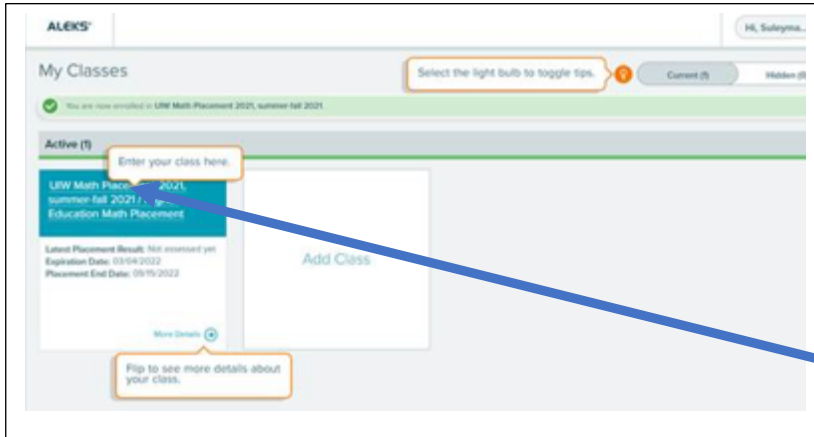 ALEKS®
Hi, Suleyma...
My Classes
Select the light bulb to toggle tips.
Current (1)
Hidden (0)
You are now enrolled in UIW Math Placement 2021, summer-fall 2021.
Active (1)
Enter your class here.
UIW Math 2021,
summer-fall 2021 /
Education Math Placement
Latest Placement Result: Not assessed yet
Expiration Date: 03/04/2022
Placement End Date: 09/15/2022
Add Class
More Details
Flip to see more details about
your class.